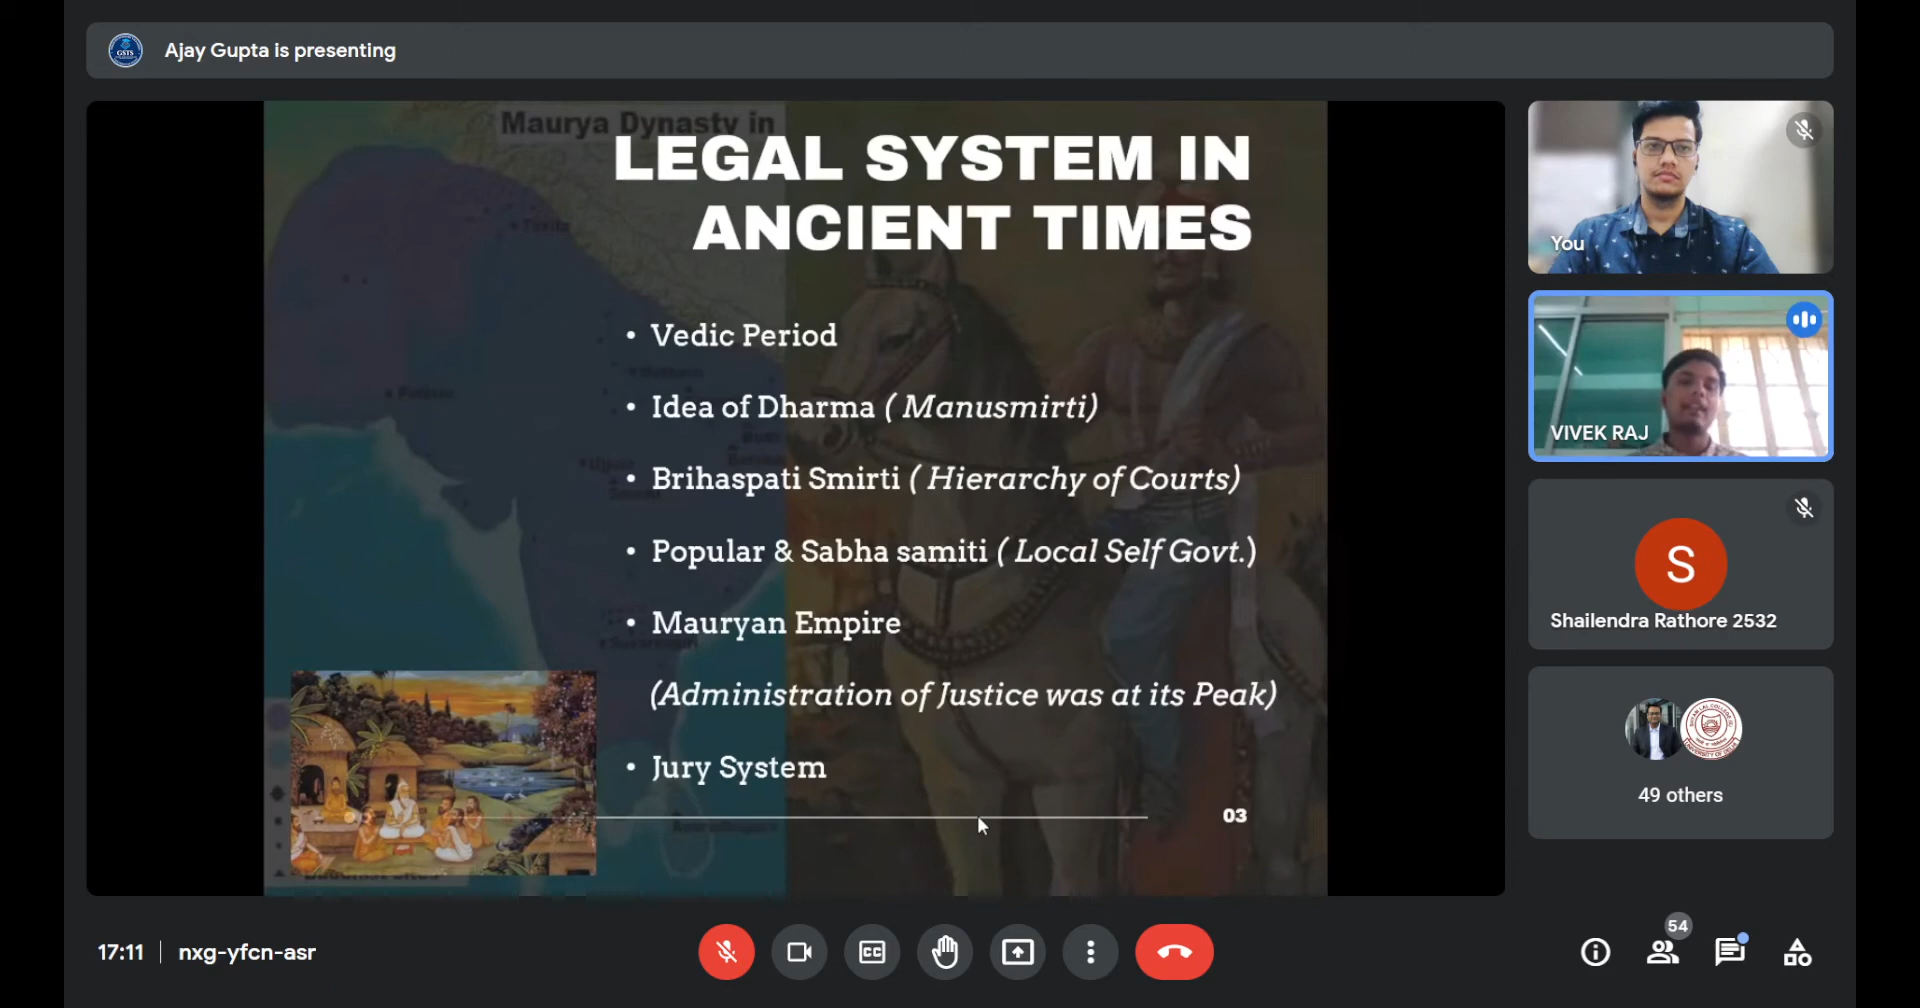 GSTS
Ajay Gupta is presenting
Maurya Dynasty in
LEGAL SYSTEM IN
ANCIENT TIMES
• Vedic Period
• Idea of Dharma ( Manusmirti)
• Brihaspati Smirti ( Hierarchy of Courts)
• Popular & Sabha samiti ( Local Self Govt.)
• Mauryan Empire
(Administration of Justice was at its Peak)
• Jury System
03
You
VIVEK RAJ
S
Shailendra Rathore 2532
49 others
17:11 | nxg-yfcn-asr
CC
54